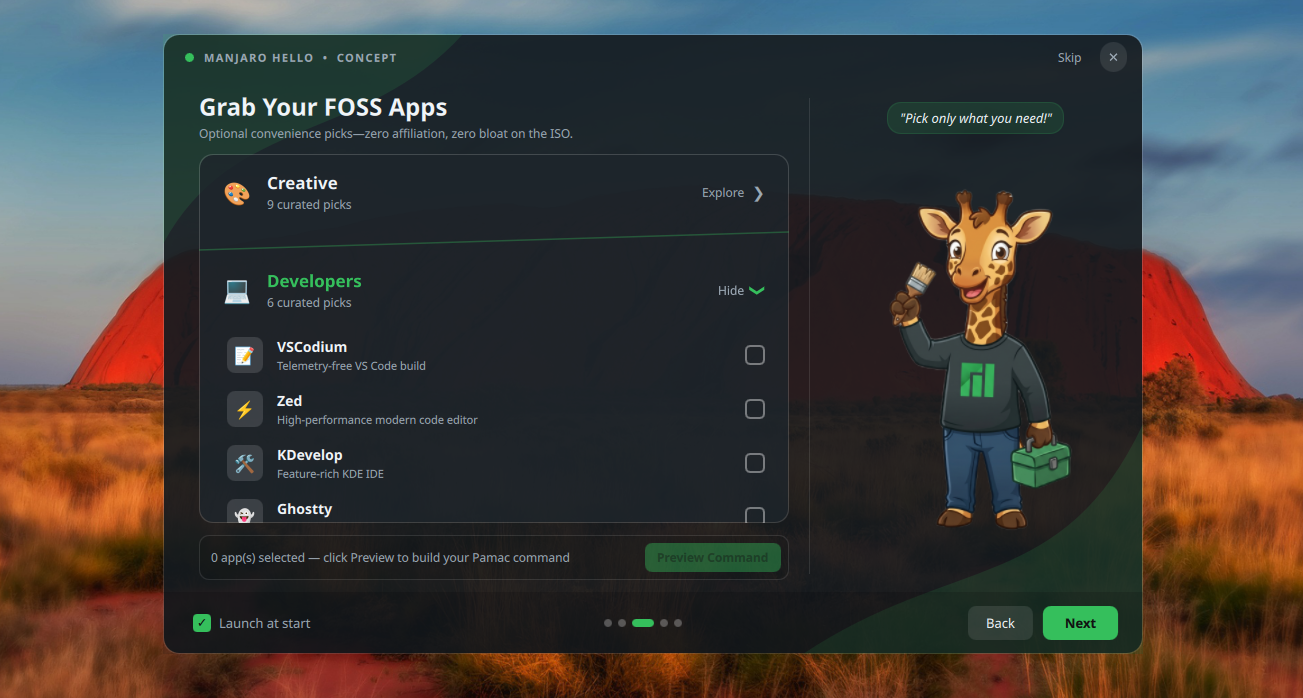 MANJARO HELLO • CONCEPT
Skip
Grab Your FOSS Apps
Optional convenience picks—zero affiliation, zero bloat on the ISO.
"Pick only what you need!"
Creative
9 curated picks
Explore
Developers
6 curated picks
Hide
VSCodium
Telemetry-free VS Code build
Zed
High-performance modern code editor
KDevelop
Feature-rich KDE IDE
Ghostty
0 app(s) selected — click Preview to build your Pamac command
Preview Command
Launch at start
Back
Next